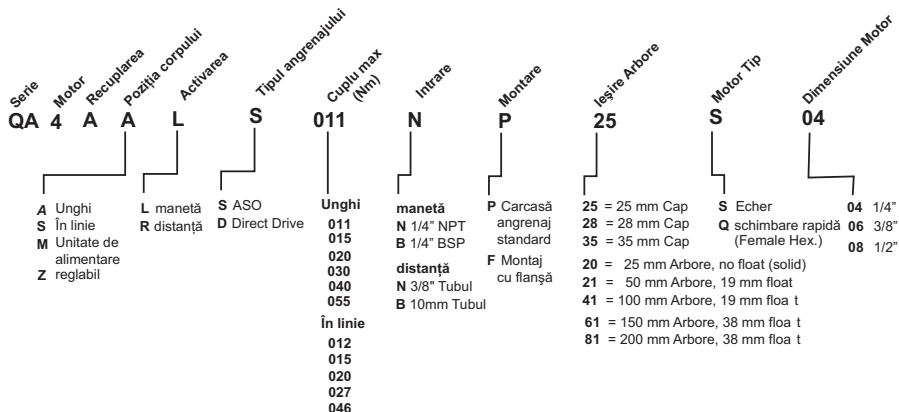 Serie
Motor
Recuplarea
Poziția corpului
Activarea
Tipul angrenajului
Cuplu max
(Nm)
Intrare
Montare
Ieșire Arbore
Motor Tip
Dimensiune Motor
QA 4 A A L S 011 N P 25 S 04
A Unghi
S În linie
M Unitate de
alimentare
Z reglabil
L manetă
R distanță
S ASO
D Direct Drive
Unghi
011
015
020
030
040
055
În linie
012
015
020
027
046
manetă
N 1/4" NPT
B 1/4" BSP
distanță
N 3/8" Tubul
B 10mm Tubul
P Carcasă
angrenaj
standard
F Montaj
cu flanșă
25 = 25 mm Cap
28 = 28 mm Cap
35 = 35 mm Cap
20 = 25 mm Arbore, no float (solid)
21 = 50 mm Arbore, 19 mm float
41 = 100 mm Arbore, 19 mm floa t
61 = 150 mm Arbore, 38 mm floa t
81 = 200 mm Arbore, 38 mm floa t
S Echer
Q schimbare rapidă
(Female Hex.)
04 1/4"
06 3/8"
08 1/2"